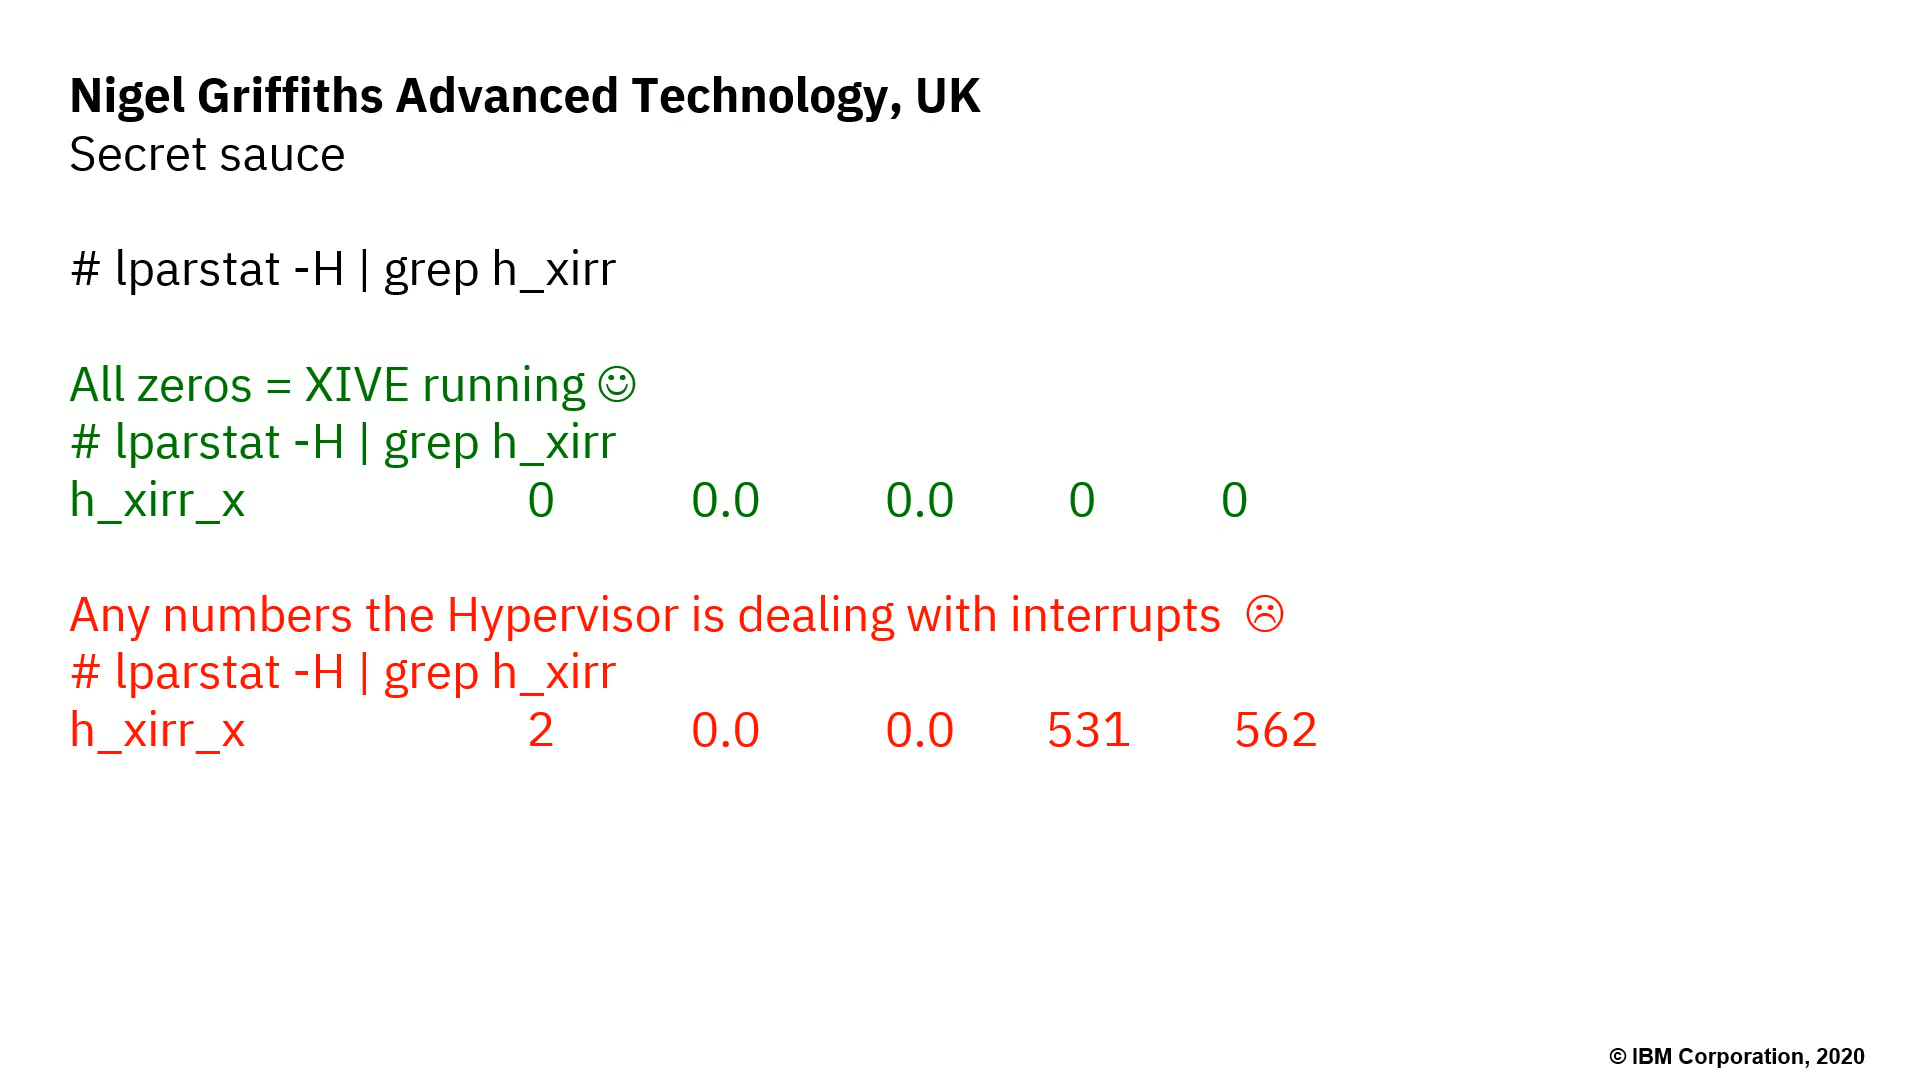 Nigel Griffiths Advanced Technology, UK
Secret sauce
# lparstat -H | grep h_xirr
All zeros = XIVE running ☺
# lparstat -H | grep h_xirr
h_xirr_x 0 0.0 0.0 0 0
Any numbers the Hypervisor is dealing with interrupts ☹
# lparstat -H | grep h_xirr
h_xirr_x 2 0.0 0.0 531 562
© IBM Corporation, 2020